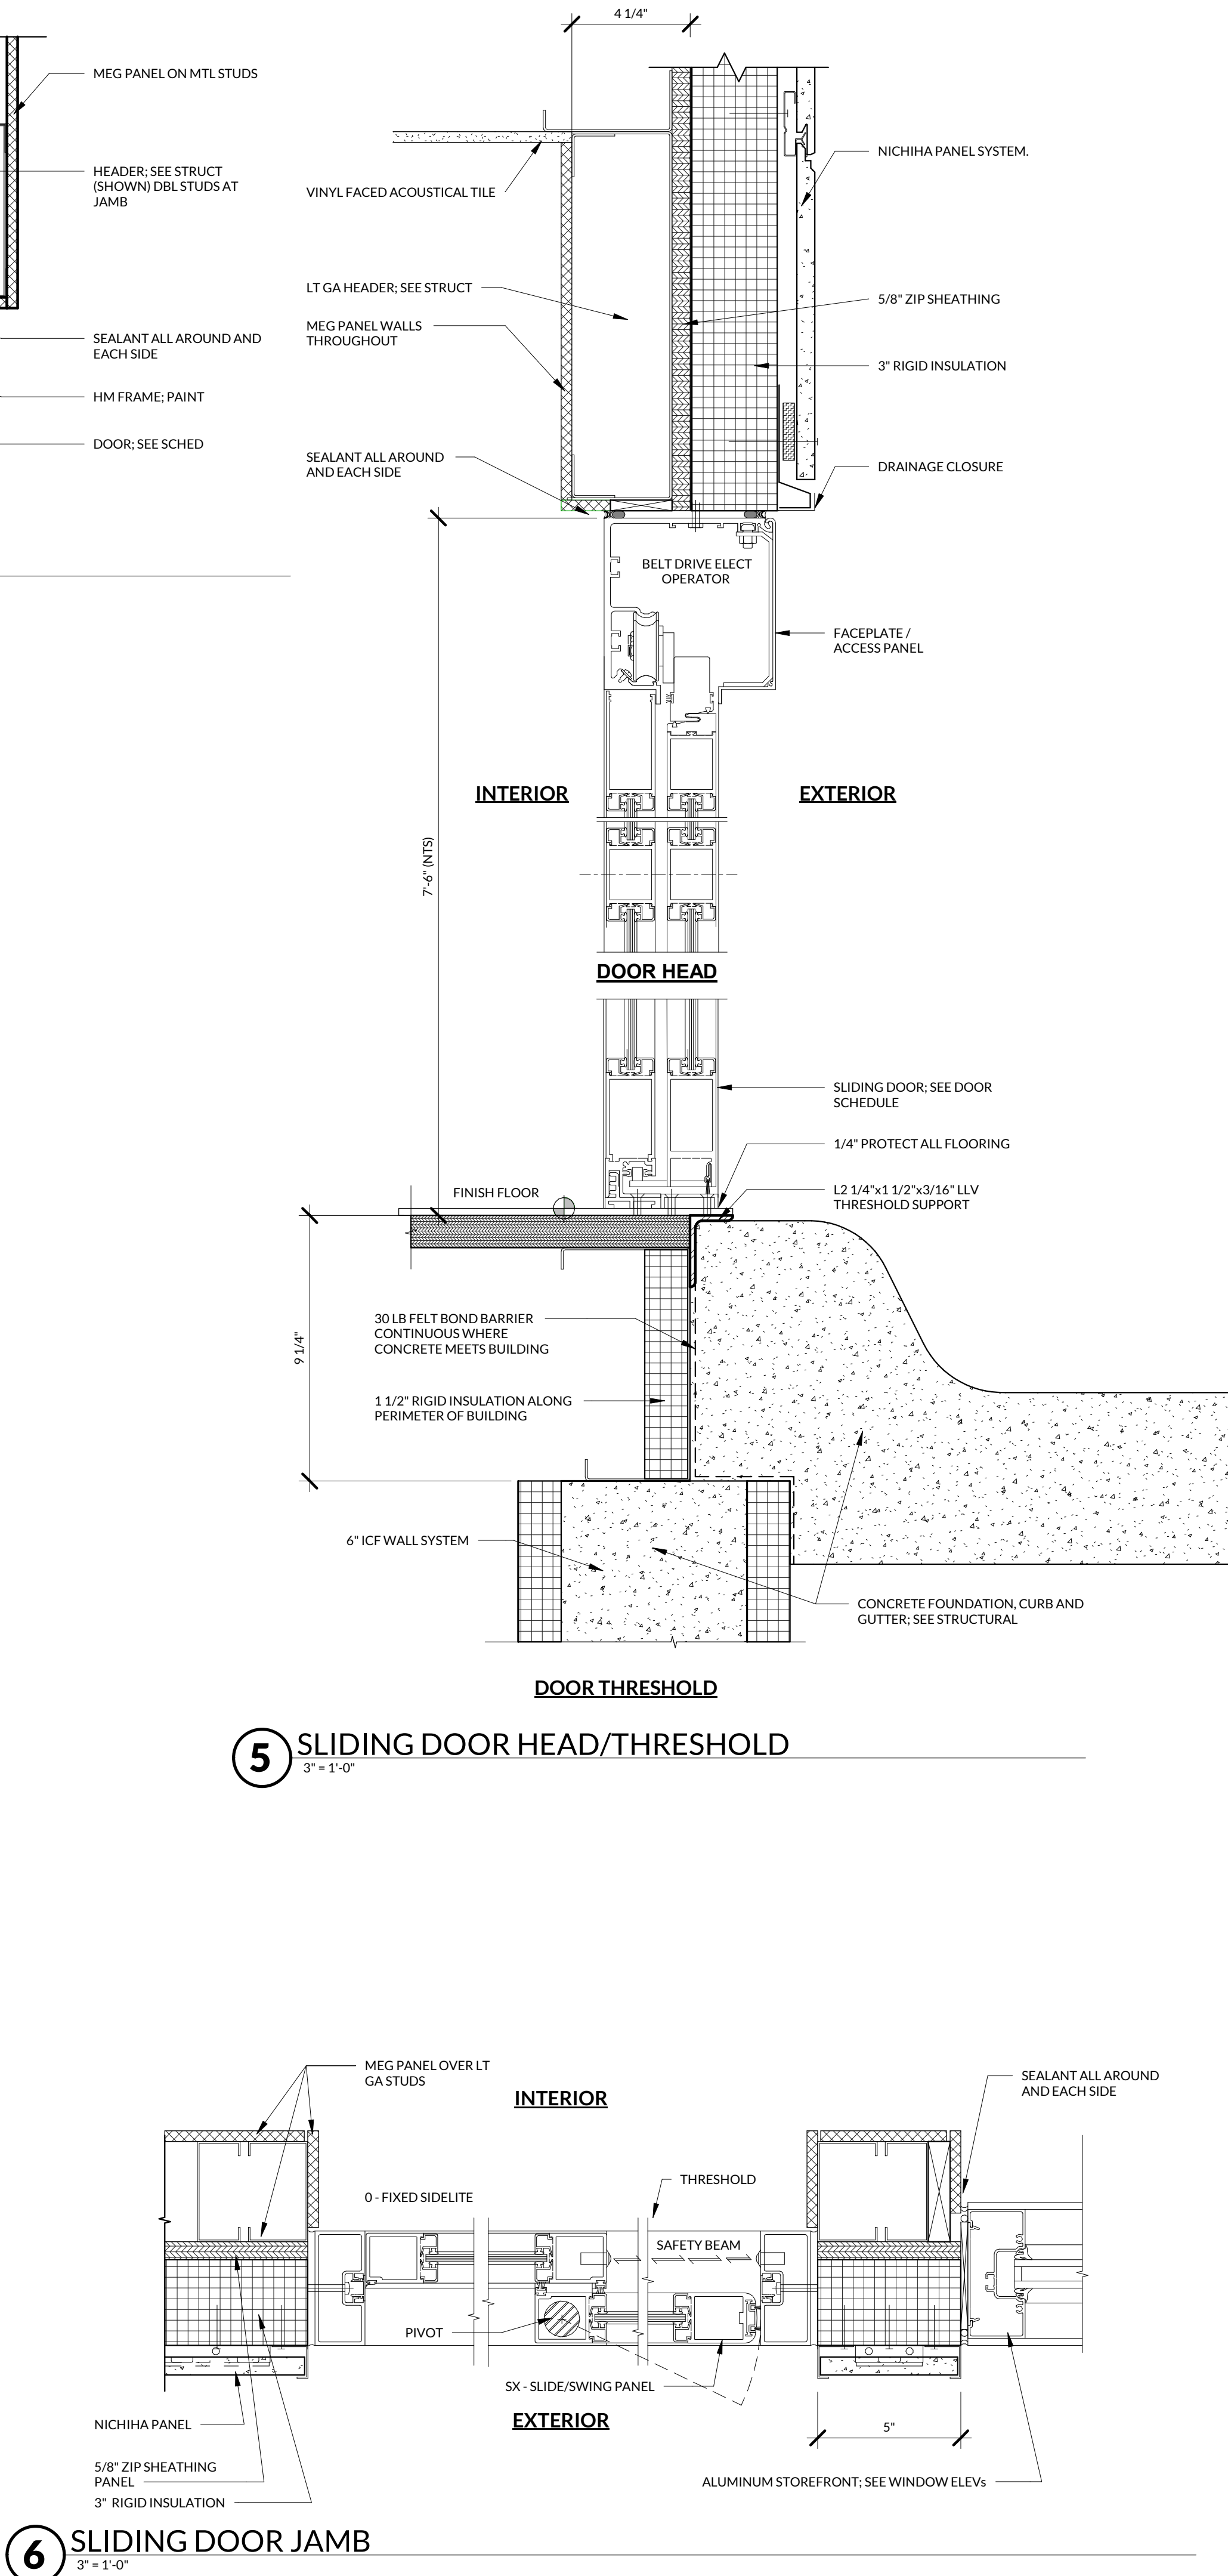 4 1/4"
MEG PANEL ON MTL STUDS
HEADER; SEE STRUCT
(SHOWN) DBL STUDS AT
JAMB
SEALANT ALL AROUND AND
EACH SIDE
HM FRAME; PAINT
DOOR; SEE SCHED
VINYL FACED ACOUSTICAL TILE
LT GA HEADER; SEE STRUCT
MEG PANEL WALLS
THROUGHOUT
SEALANT ALL AROUND
AND EACH SIDE
NICHIHA PANEL SYSTEM.
5/8" ZIP SHEATHING
3" RIGID INSULATION
DRAINAGE CLOSURE
BELT DRIVE ELECT
OPERATOR
FACEPLATE /
ACCESS PANEL
INTERIOR
EXTERIOR
7'-6" (NTS)
DOOR HEAD
SLIDING DOOR; SEE DOOR
SCHEDULE
1/4" PROTECT ALL FLOORING
L2 1/4"x1 1/2"x3/16" LLV
THRESHOLD SUPPORT
FINISH FLOOR
9 1/4"
30 LB FELT BOND BARRIER
CONTINUOUS WHERE
CONCRETE MEETS BUILDING
1 1/2" RIGID INSULATION ALONG
PERIMETER OF BUILDING
6" ICF WALL SYSTEM
CONCRETE FOUNDATION, CURB AND
GUTTER; SEE STRUCTURAL
DOOR THRESHOLD
5
SLIDING DOOR HEAD/THRESHOLD
3" = 1'-0"
MEG PANEL OVER LT
GA STUDS
INTERIOR
SEALANT ALL AROUND
AND EACH SIDE
THRESHOLD
0 - FIXED SIDELITE
SAFETY BEAM
PIVOT
SX - SLIDE/SWING PANEL
EXTERIOR
NICHIHA PANEL
5"
5/8" ZIP SHEATHING
PANEL
3" RIGID INSULATION
ALUMINUM STOREFRONT; SEE WINDOW ELEVs
6
SLIDING DOOR JAMB
3" = 1'-0"